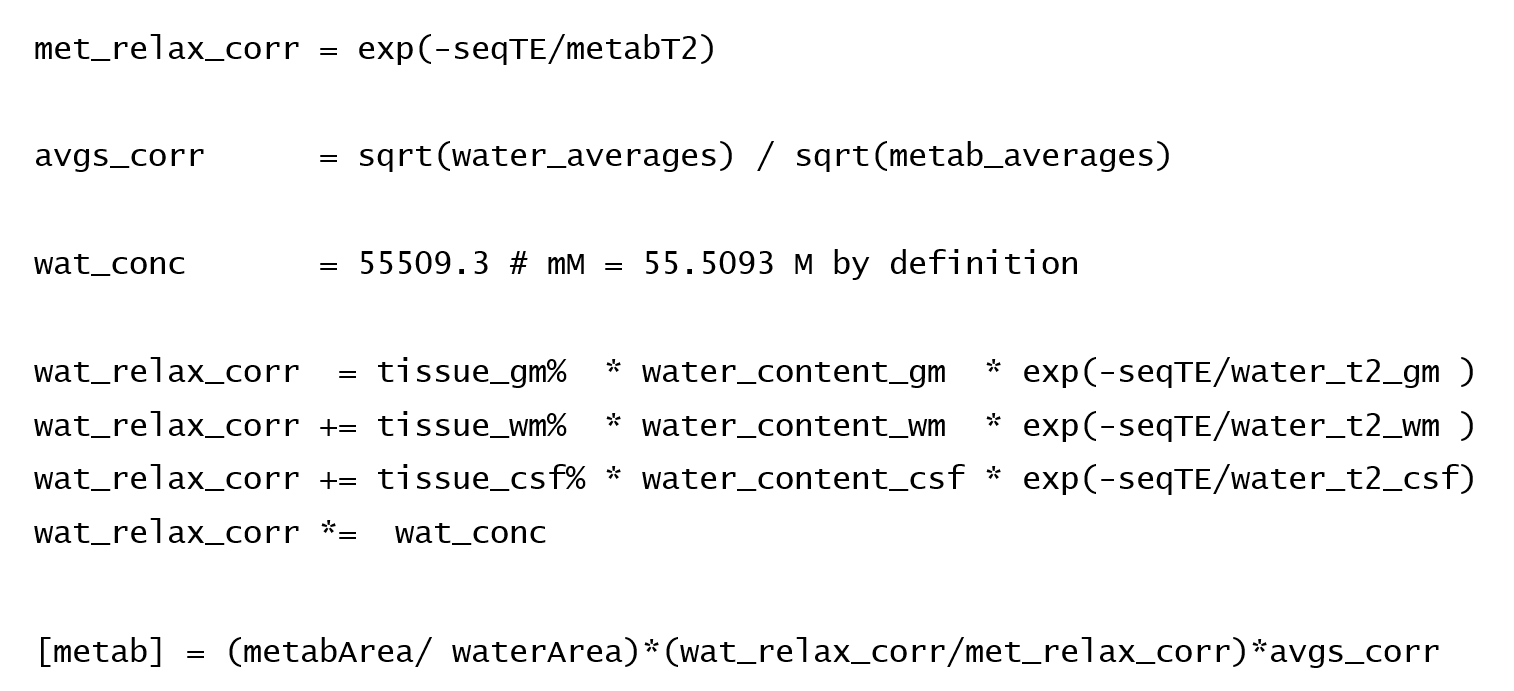 met_relax_corr = exp(-seqTE/metabT2)
avgs_corr      = sqrt(water_averages) / sqrt(metab_averages)
wat_conc       = 55509.3 # mM = 55.5093 M by definition
wat_relax_corr  = tissue_gm%  * water_content_gm  * exp(-seqTE/water_t2_gm )
wat_relax_corr += tissue_wm%  * water_content_wm  * exp(-seqTE/water_t2_wm )
wat_relax_corr += tissue_csf% * water_content_csf * exp(-seqTE/water_t2_csf)
wat_relax_corr *=  wat_conc
[metab] = (metabArea/ waterArea)*(wat_relax_corr/met_relax_corr)*avgs_corr